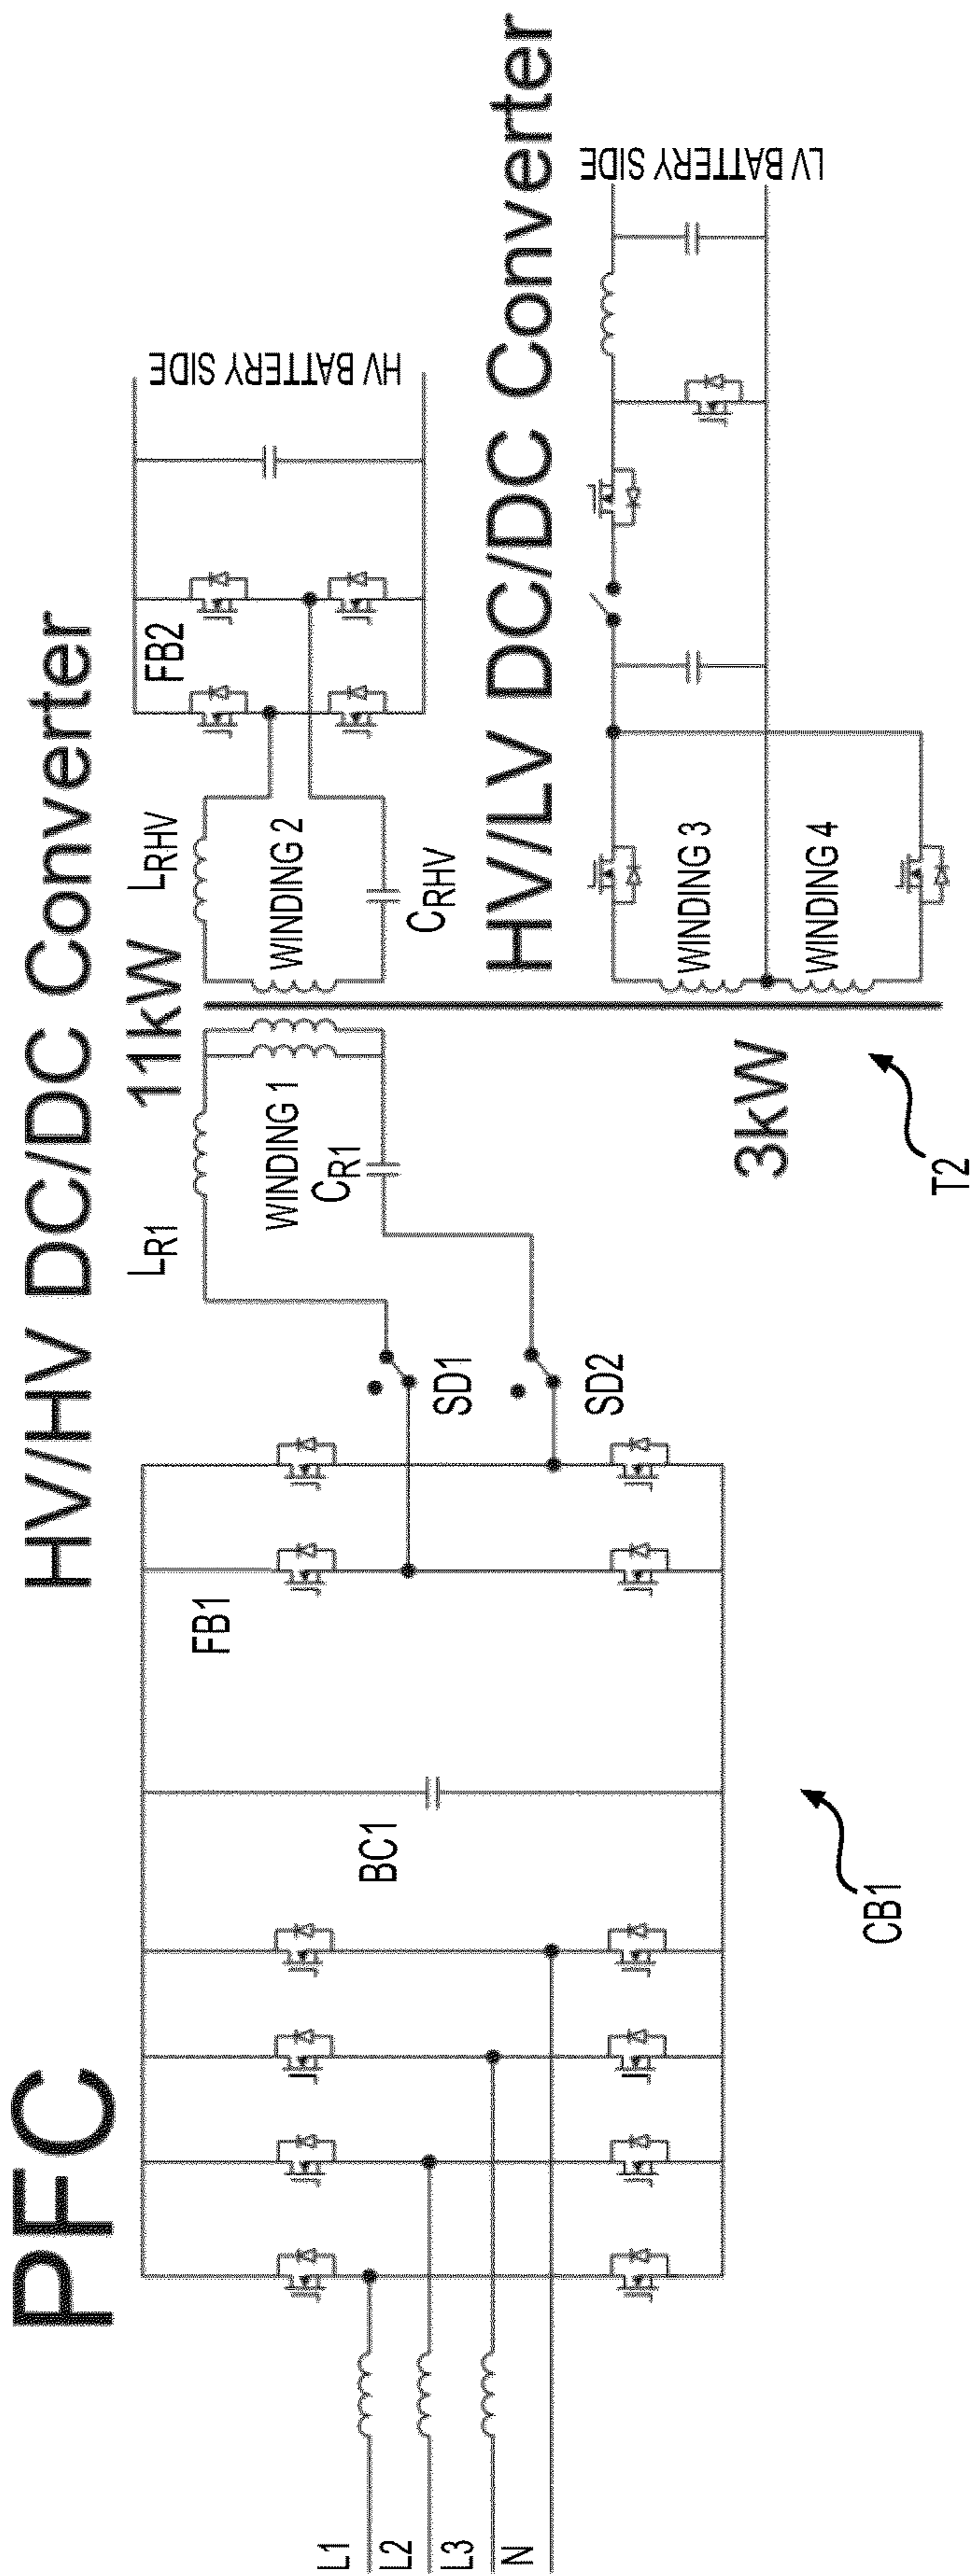 PFC
HV/HV DC/DC Converter
11kW
L1
L2
L3
N
BC1
FB1
CB1
SD1
SD2
LR1
WINDING 1
CR1
LRHV
WINDING 2
CRHV
FB2
HV BATTERY SIDE
HV/LV DC/DC Converter
3kW
T2
WINDING 3
WINDING 4
LV BATTERY SIDE